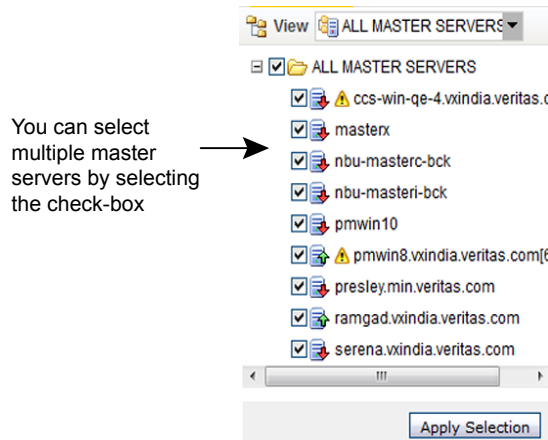 View ALL MASTER SERVERS
ALL MASTER SERVERS
ccs-win-qe-4.vxindia.veritas.c
masterx
You can select
multiple master
servers by selecting
the check-box
nbu-masterc-bck
nbu-masteri-bck
pmwin10
pmwin8.vxindia.veritas.com[6
presley.min.veritas.com
ramgad.vxindia.veritas.com
serena.vxindia.veritas.com
Apply Selection